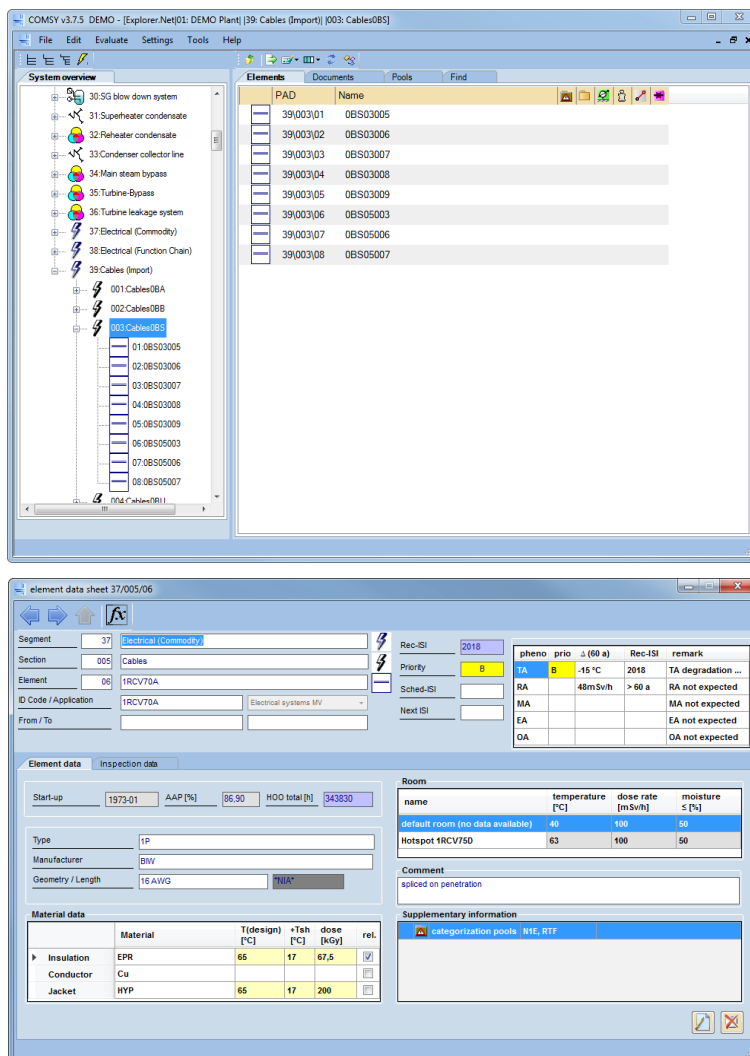 COMSY v3.7.5 DEMO - [Explorer.Net|01: DEMO Plant| |39: Cables (Import)| |003: Cables0BS]
File Edit Evaluate Settings Tools Help
System overview
30:SG blow down system
31:Superheater condensate
32:Reheater condensate
33:Condenser collector line
34:Main steam bypass
35:Turbine-Bypass
36:Turbine leakage system
37:Electrical (Commodity)
38:Electrical (Function Chain)
39:Cables (Import)
001:Cables0BA
002:Cables0BB
003:Cables0BS
01:0BS03005
02:0BS03006
03:0BS03007
04:0BS03008
05:0BS03009
06:0BS05003
07:0BS05006
08:0BS05007
004:Cables0BU
Elements Documents Pools Find
PAD Name
39\003\01 0BS03005
39\003\02 0BS03006
39\003\03 0BS03007
39\003\04 0BS03008
39\003\05 0BS03009
39\003\06 0BS05003
39\003\07 0BS05006
39\003\08 0BS05007
element data sheet 37/005/06
fx
Segment 37 Electrical (Commodity)
Section 005 Cables
Element 06 1RCV70A
ID Code / Application 1RCV70A Electrical systems MV
From / To
Rec-ISI 2018
Priority B
Sched-ISI
Next ISI
pheno prio Δ (60 a) Rec-ISI remark
TA B -15 °C 2018 TA degradation ...
RA 48mSv/h > 60 a RA not expected
MA MA not expected
EA EA not expected
OA OA not expected
Element data Inspection data
Start-up 1973-01 AAP [%] 86,90 HOO total [h] 343830
Type 1P
Manufacturer BIW
Geometry / Length 16 AWG *NIA*
Material data
Material T(design) [°C] +Tsh [°C] dose [kGy] rel.
Insulation EPR 65 17 67,5
Conductor Cu
Jacket HYP 65 17 200
Room
name temperature [°C] dose rate [mSv/h] moisture ≤ [%]
default room (no data available) 40 100 50
Hotspot 1RCV75D 63 100 50
Comment
spliced on penetration
Supplementary information
categorization pools N1E, RTF